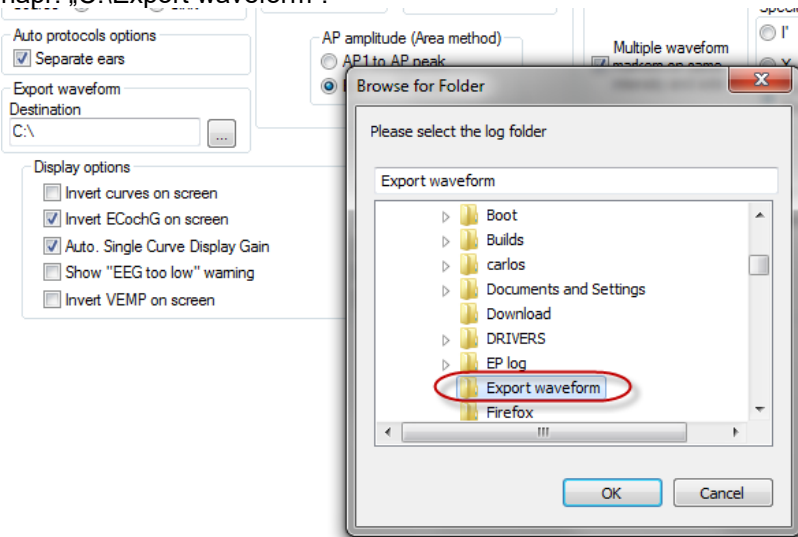 napr. „C:\Export waveform“.
Auto protocols options
Separate ears
Export waveform
Destination
C:\
...
AP amplitude (Area method)
AP1 to AP peak
Multiple waveform
Browse for Folder
Please select the log folder
Export waveform
Boot
Builds
carlos
Documents and Settings
Download
DRIVERS
EP log
Export waveform
Firefox
OK
Cancel
Display options
Invert curves on screen
Invert ECochG on screen
Auto. Single Curve Display Gain
Show "EEG too low" warning
Invert VEMP on screen